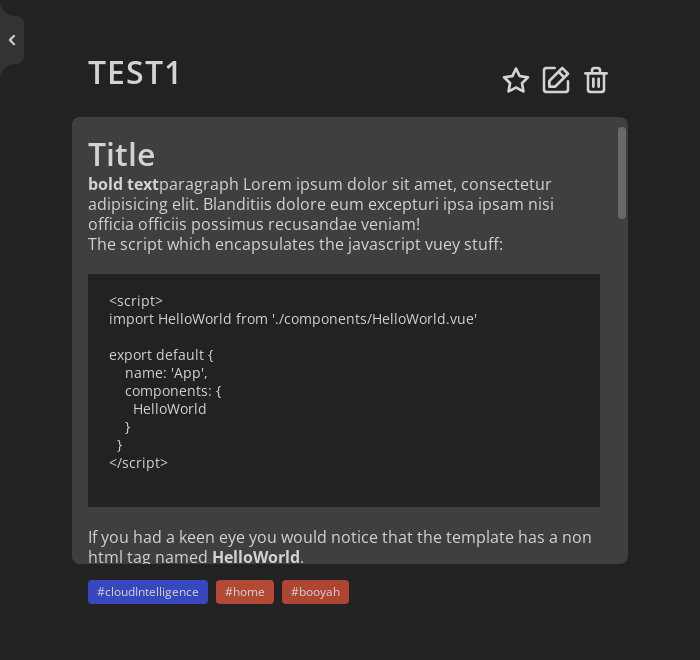 TEST1
Title
bold textparagraph Lorem ipsum dolor sit amet, consectetur
adipisicing elit. Blanditiis dolore eum excepturi ipsa ipsam nisi
officia officiis possimus recusandae veniam!
The script which encapsulates the javascript vuey stuff:
<script>
import HelloWorld from './components/HelloWorld.vue'
export default {
    name: 'App',
    components: {
      HelloWorld
    }
  }
</script>
If you had a keen eye you would notice that the template has a non
html tag named HelloWorld.
#cloudIntelligence #home #booyah